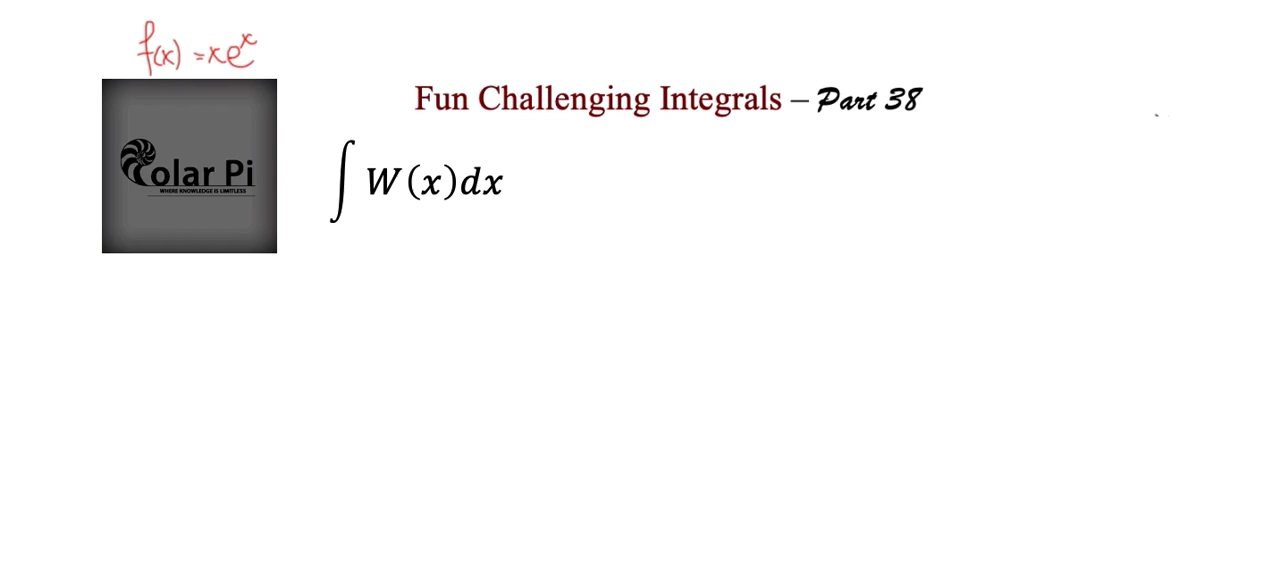 f(x) = xe^x
Fun Challenging Integrals – Part 38
olar Pi
WHERE KNOWLEDGE IS LIMITLESS
∫ W(x)dx